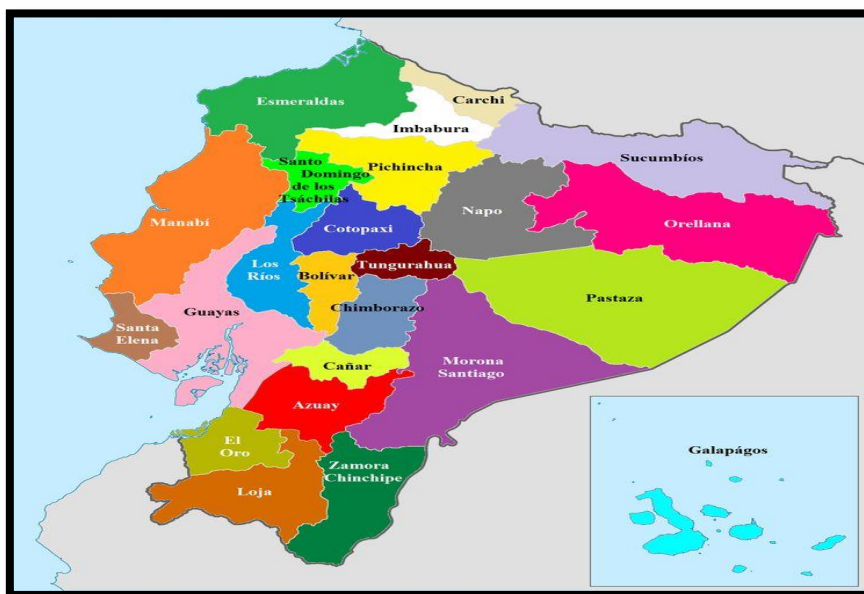 Esmeraldas
Carchi
Imbabura
Sucumbíos
Santo
Domingo
de los
Tsáchilas
Pichincha
Manabí
Napo
Orellana
Cotopaxi
Los
Ríos
Bolívar
Tungurahua
Pastaza
Guayas
Chimborazo
Santa
Elena
Cañar
Morona
Santiago
Azuay
El
Oro
Zamora
Chinchipe
Loja
Galapágos